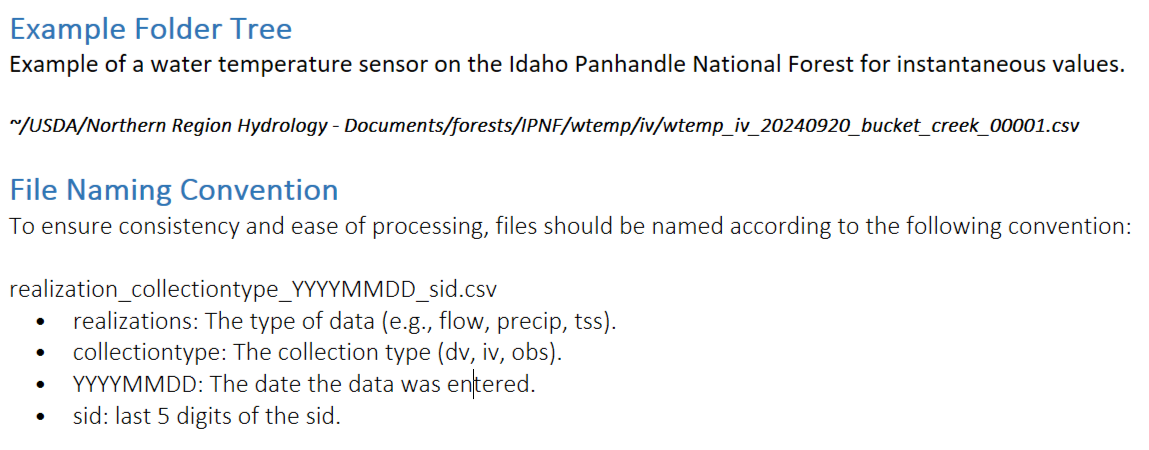 Example Folder Tree
Example of a water temperature sensor on the Idaho Panhandle National Forest for instantaneous values.
~/USDA/Northern Region Hydrology - Documents/forests/IPNF/wtemp/iv/wtemp_iv_20240920_bucket_creek_00001.csv
File Naming Convention
To ensure consistency and ease of processing, files should be named according to the following convention:
realization_collectiontype_YYYYMMDD_sid.csv
• realizations: The type of data (e.g., flow, precip, tss).
• collectiontype: The collection type (dv, iv, obs).
• YYYYMMDD: The date the data was entered.
• sid: last 5 digits of the sid.